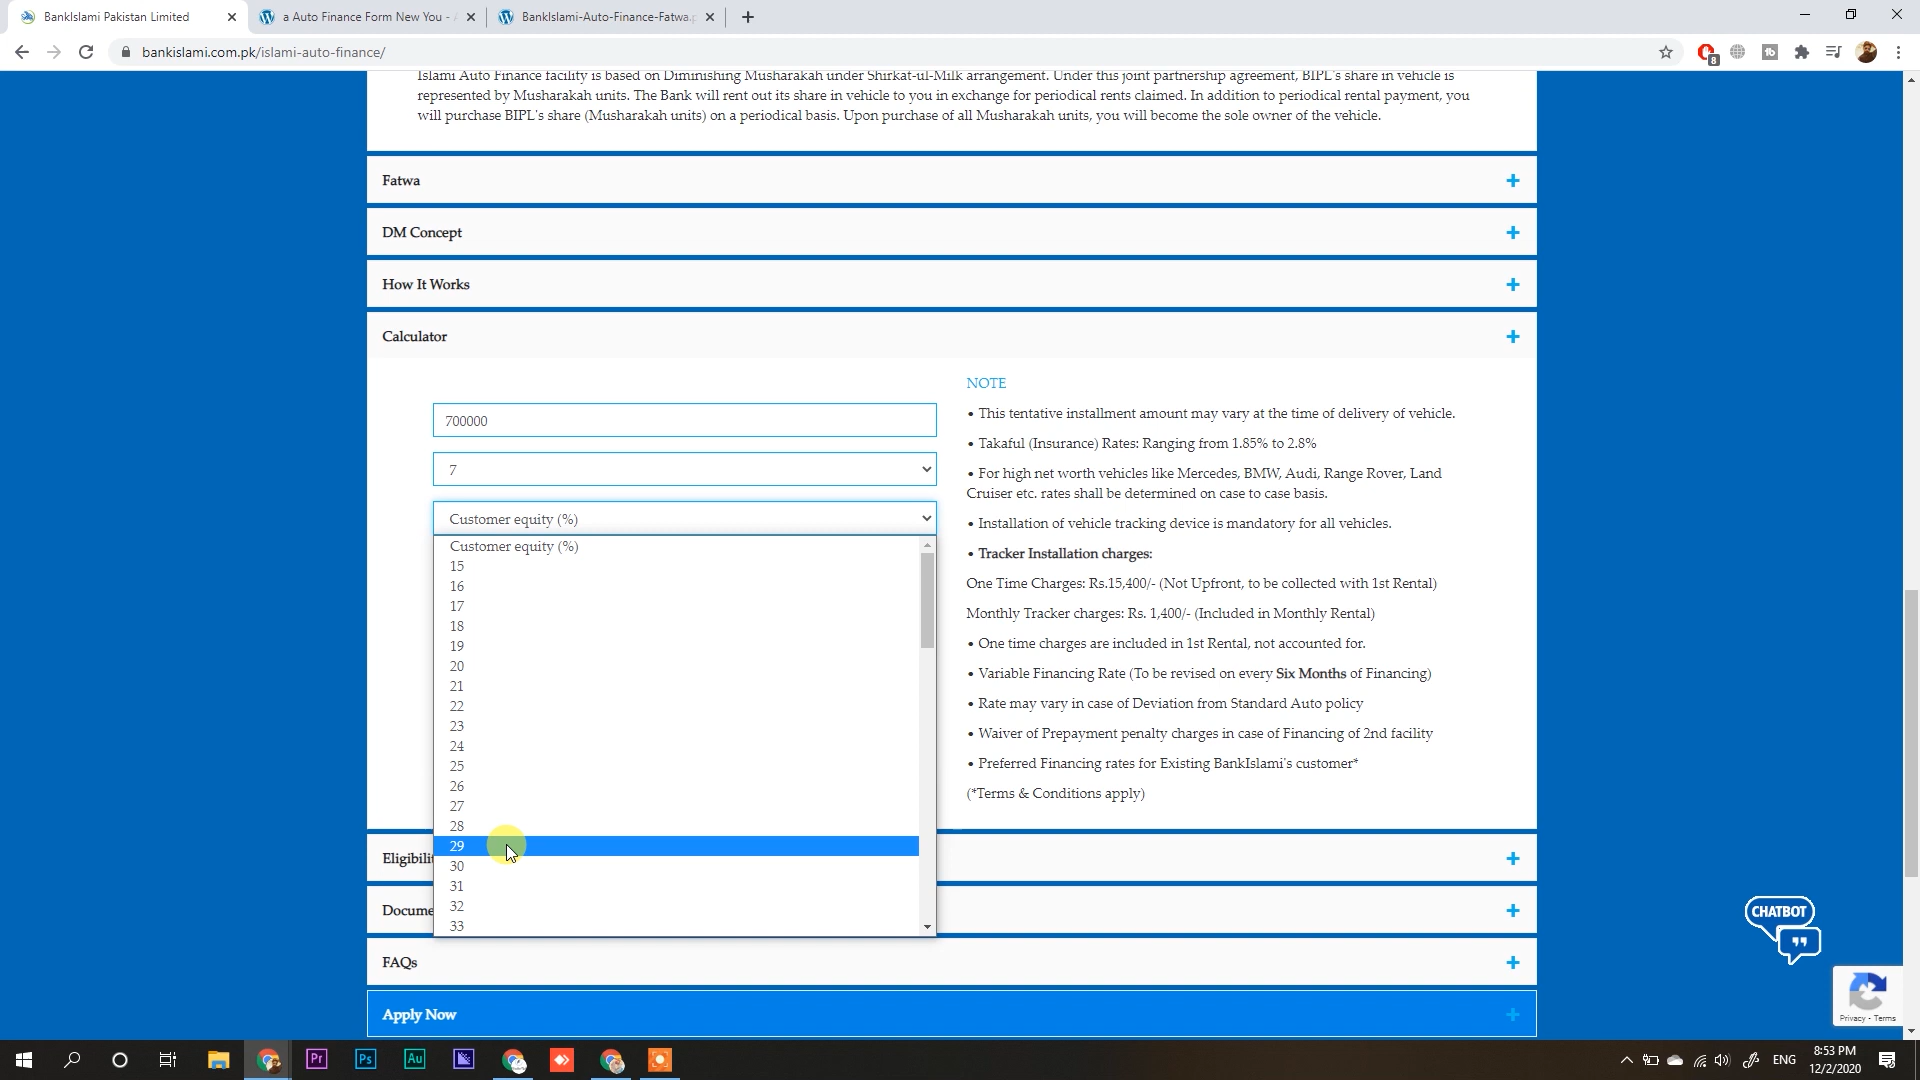 BankIslami Pakistan Limited
a Auto Finance Form New You -
BankIslami-Auto-Finance-Fatwa.p
bankislami.com.pk/islami-auto-finance/
8
Islami Auto Finance facility is based on Diminishing Musharakah under Shirkat-ul-Milk arrangement. Under this joint partnership agreement, BIPL's share in vehicle is
represented by Musharakah units. The Bank will rent out its share in vehicle to you in exchange for periodical rents claimed. In addition to periodical rental payment, you
will purchase BIPL's share (Musharakah units) on a periodical basis. Upon purchase of all Musharakah units, you will become the sole owner of the vehicle.
Fatwa
DM Concept
How It Works
Calculator
700000
7
Customer equity (%)
Customer equity (%)
15
16
17
18
19
20
21
22
23
24
25
26
27
28
29
30
31
32
33
NOTE
• This tentative installment amount may vary at the time of delivery of vehicle.
• Takaful (Insurance) Rates: Ranging from 1.85% to 2.8%
• For high net worth vehicles like Mercedes, BMW, Audi, Range Rover, Land
Cruiser etc. rates shall be determined on case to case basis.
• Installation of vehicle tracking device is mandatory for all vehicles.
• Tracker Installation charges:
One Time Charges: Rs.15,400/- (Not Upfront, to be collected with 1st Rental)
Monthly Tracker charges: Rs. 1,400/- (Included in Monthly Rental)
• One time charges are included in 1st Rental, not accounted for.
• Variable Financing Rate (To be revised on every Six Months of Financing)
• Rate may vary in case of Deviation from Standard Auto policy
• Waiver of Prepayment penalty charges in case of Financing of 2nd facility
• Preferred Financing rates for Existing BankIslami's customer*
(*Terms & Conditions apply)
Eligibili
Docume
FAQs
Apply Now
CHATBOT
Privacy - Terms
Pr
Ps
Au
ENG
8:53 PM
12/2/2020